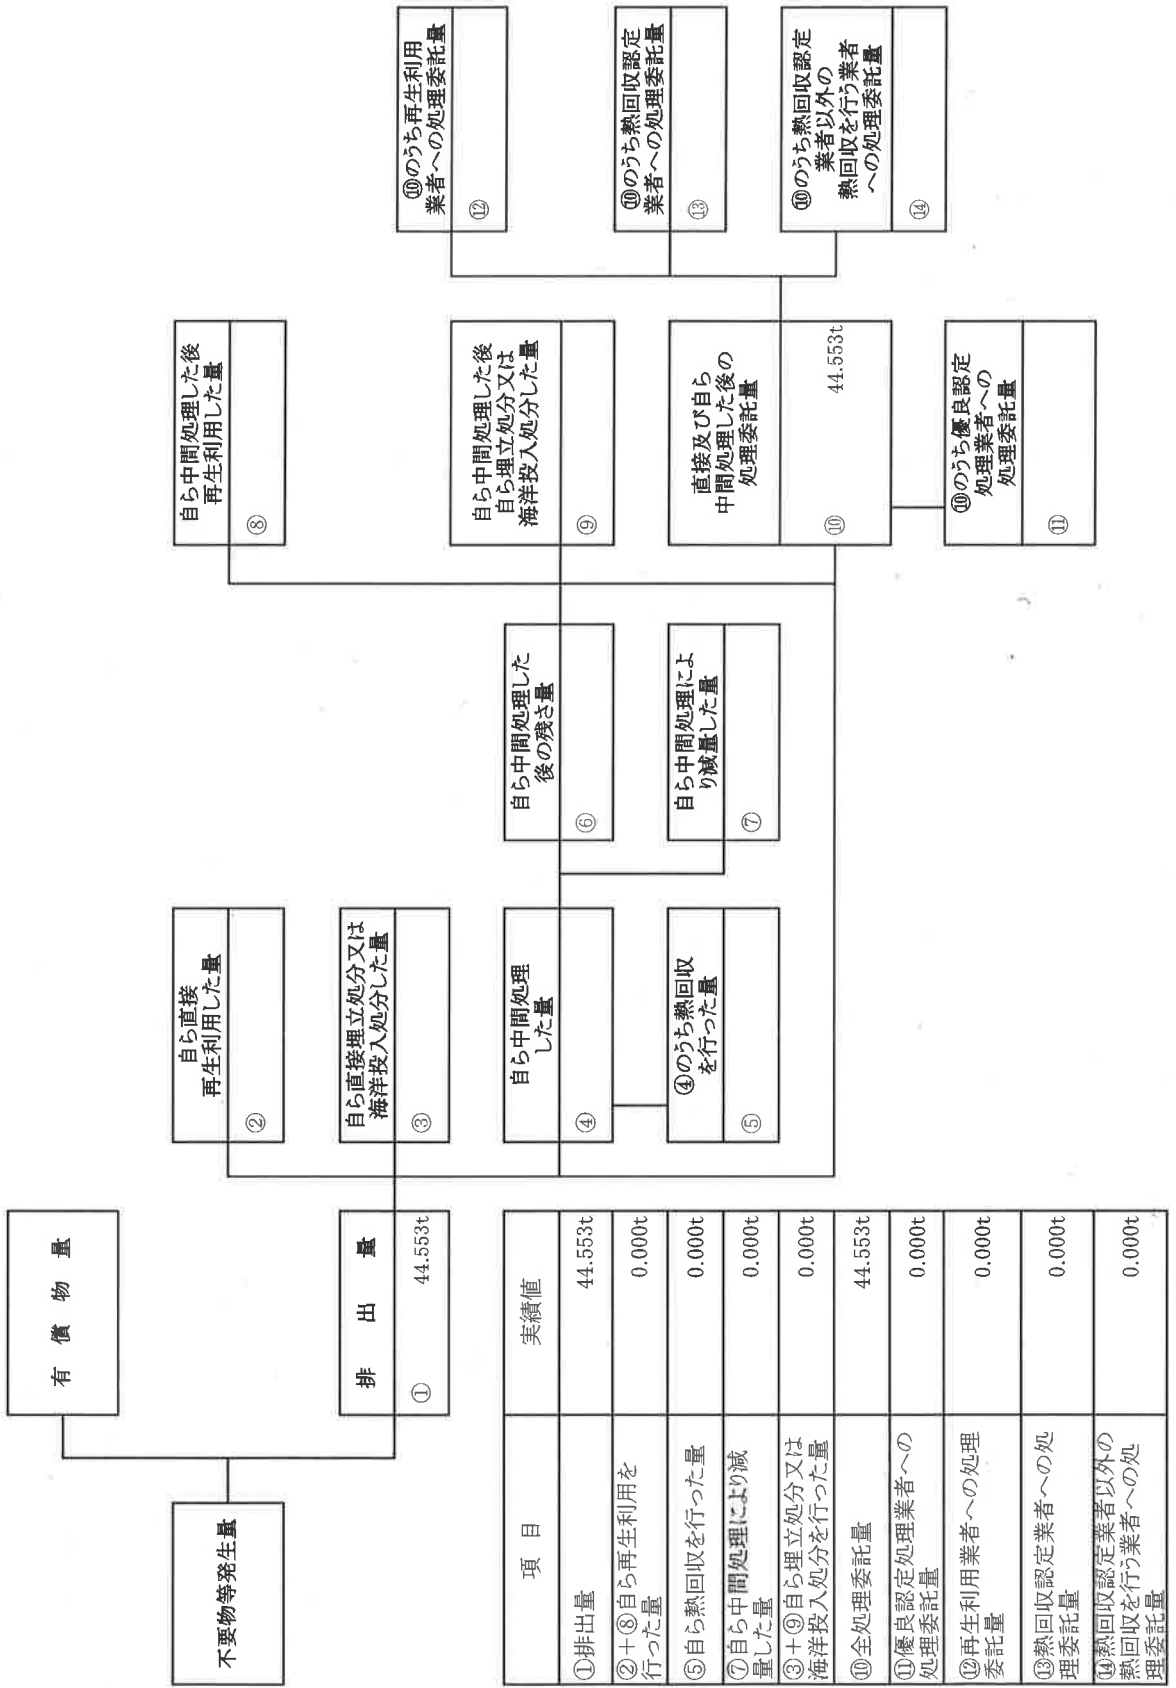 不要物等発生量
有償物量
排出量
① 44.553t
自ら直接
再生利用した量
②
自ら直接埋立処分又は
海洋投入処分した量
③
自ら中間処理
した量
④
④のうち熱回収
を行った量
⑤
自ら中間処理した
後の残さ量
⑥
自ら中間処理によ
り減量した量
⑦
自ら中間処理した後
再生利用した量
⑧
自ら中間処理した後
自ら埋立処分又は
海洋投入処分した量
⑨
直接及び自ら
中間処理した後の
処理委託量
⑩ 44.553t
⑩のうち優良認定
処理業者への
処理委託量
⑪
⑩のうち再生利用
業者への処理委託量
⑫
⑩のうち熱回収認定
業者への処理委託量
⑬
⑩のうち熱回収認定
業者以外の
熱回収を行う業者
への処理委託量
⑭
項目 実績値
①排出量 44.553t
②+⑧自ら再生利用を
行った量 0.000t
⑤自ら熱回収を行った量 0.000t
⑦自ら中間処理により減
量した量 0.000t
③+⑨自ら埋立処分又は
海洋投入処分を行った量 0.000t
⑩全処理委託量 44.553t
⑪優良認定処理業者への
処理委託量 0.000t
⑫再生利用業者への処理
委託量 0.000t
⑬熱回収認定業者への処
理委託量 0.000t
⑭熱回収認定業者以外の
熱回収を行う業者への処
理委託量 0.000t